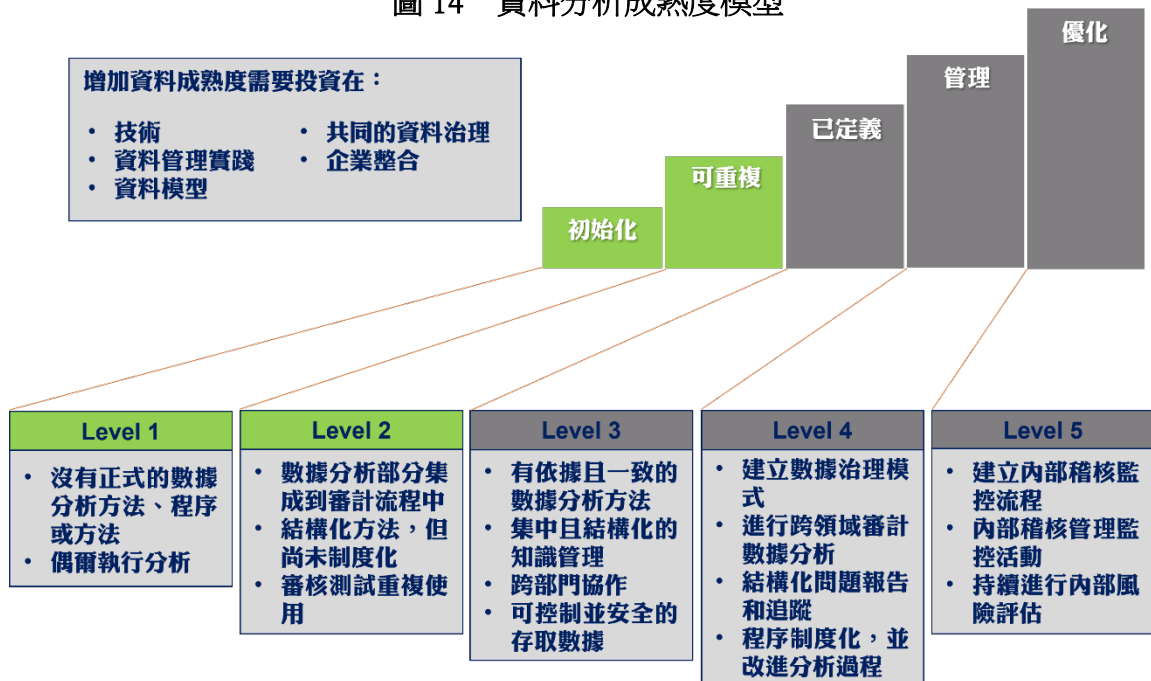 圖 14 資料分析成熟度模型
增加資料成熟度需要投資在：
• 技術
• 資料管理實踐
• 資料模型
• 共同的資料治理
• 企業整合
初始化
可重複
已定義
管理
優化
Level 1
• 沒有正式的數據
分析方法、程序
或方法
• 偶爾執行分析
Level 2
• 數據分析部分集
成到審計流程中
• 結構化方法，但
尚未制度化
• 審核測試重複使
用
Level 3
• 有依據且一致的
數據分析方法
• 集中且結構化的
知識管理
• 跨部門協作
• 可控制並安全的
存取數據
Level 4
• 建立數據治理模
式
• 進行跨領域審計
數據分析
• 結構化問題報告
和追蹤
• 程序制度化，並
改進分析過程
Level 5
• 建立內部稽核監
控流程
• 內部稽核管理監
控活動
• 持續進行內部風
險評估